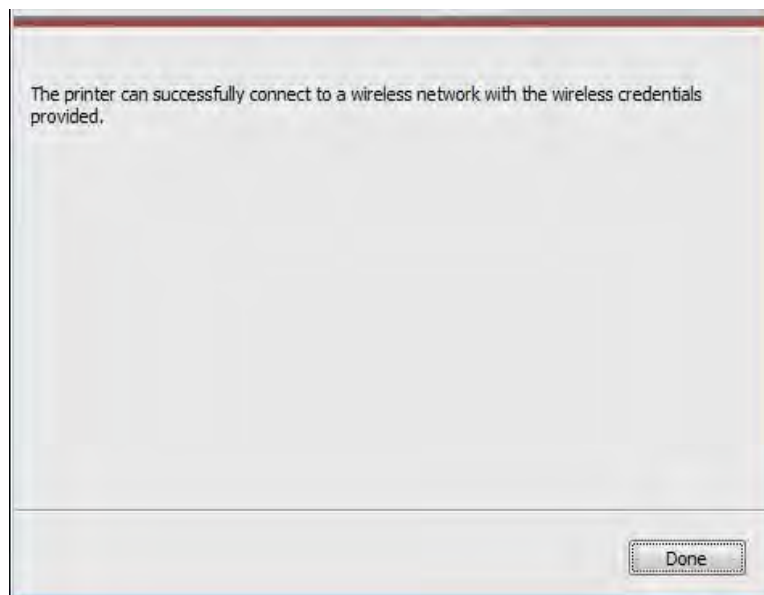 The printer can successfully connect to a wireless network with the wireless credentials
provided.
Done